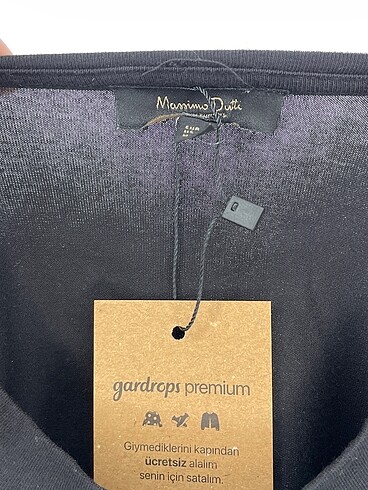 Massimo Dutti
gardrops premium
Giymediklerini kapından
ücretsiz alalım
senin için satalım.